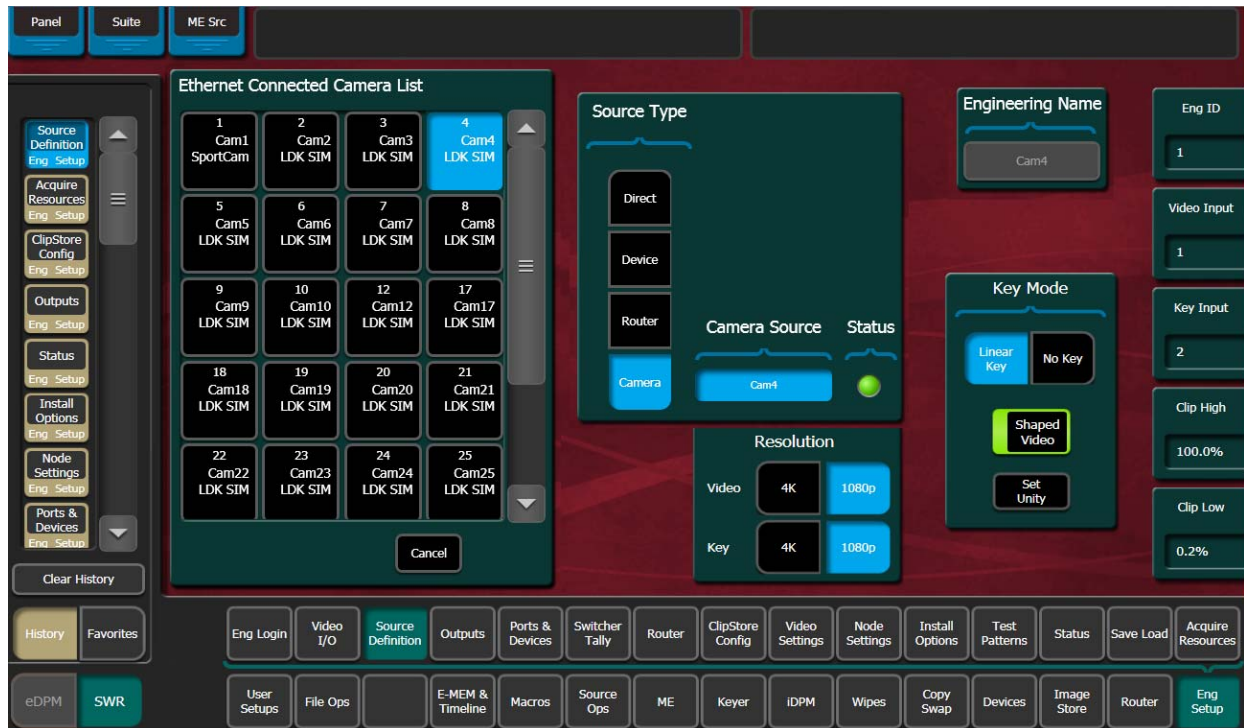 Panel
Suite
ME Src
Source
Definition
Eng Setup
Acquire
Resources
Eng Setup
ClipStore
Config
Eng Setup
Outputs
Eng Setup
Status
Eng Setup
Install
Options
Eng Setup
Node
Settings
Eng Setup
Ports &
Devices
Eng Setup
Clear History
History
Favorites
eDPM
SWR
Ethernet Connected Camera List
1
Cam1
SportCam
2
Cam2
LDK SIM
3
Cam3
LDK SIM
4
Cam4
LDK SIM
5
Cam5
LDK SIM
6
Cam6
LDK SIM
7
Cam7
LDK SIM
8
Cam8
LDK SIM
9
Cam9
LDK SIM
10
Cam10
LDK SIM
12
Cam12
LDK SIM
17
Cam17
LDK SIM
18
Cam18
LDK SIM
19
Cam19
LDK SIM
20
Cam20
LDK SIM
21
Cam21
LDK SIM
22
Cam22
LDK SIM
23
Cam23
LDK SIM
24
Cam24
LDK SIM
25
Cam25
LDK SIM
Cancel
Source Type
Direct
Device
Router
Camera
Camera Source
Cam4
Status
Resolution
Video
4K
1080p
Key
4K
1080p
Engineering Name
Cam4
Key Mode
Linear
Key
No Key
Shaped
Video
Set
Unity
Eng ID
1
Video Input
1
Key Input
2
Clip High
100.0%
Clip Low
0.2%
Eng Login
Video
I/O
Source
Definition
Outputs
Ports &
Devices
Switcher
Tally
Router
ClipStore
Config
Video
Settings
Node
Settings
Install
Options
Test
Patterns
Status
Save Load
Acquire
Resources
User
Setups
File Ops
E-MEM &
Timeline
Macros
Source
Ops
ME
Keyer
iDPM
Wipes
Copy
Swap
Devices
Image
Store
Router
Eng
Setup